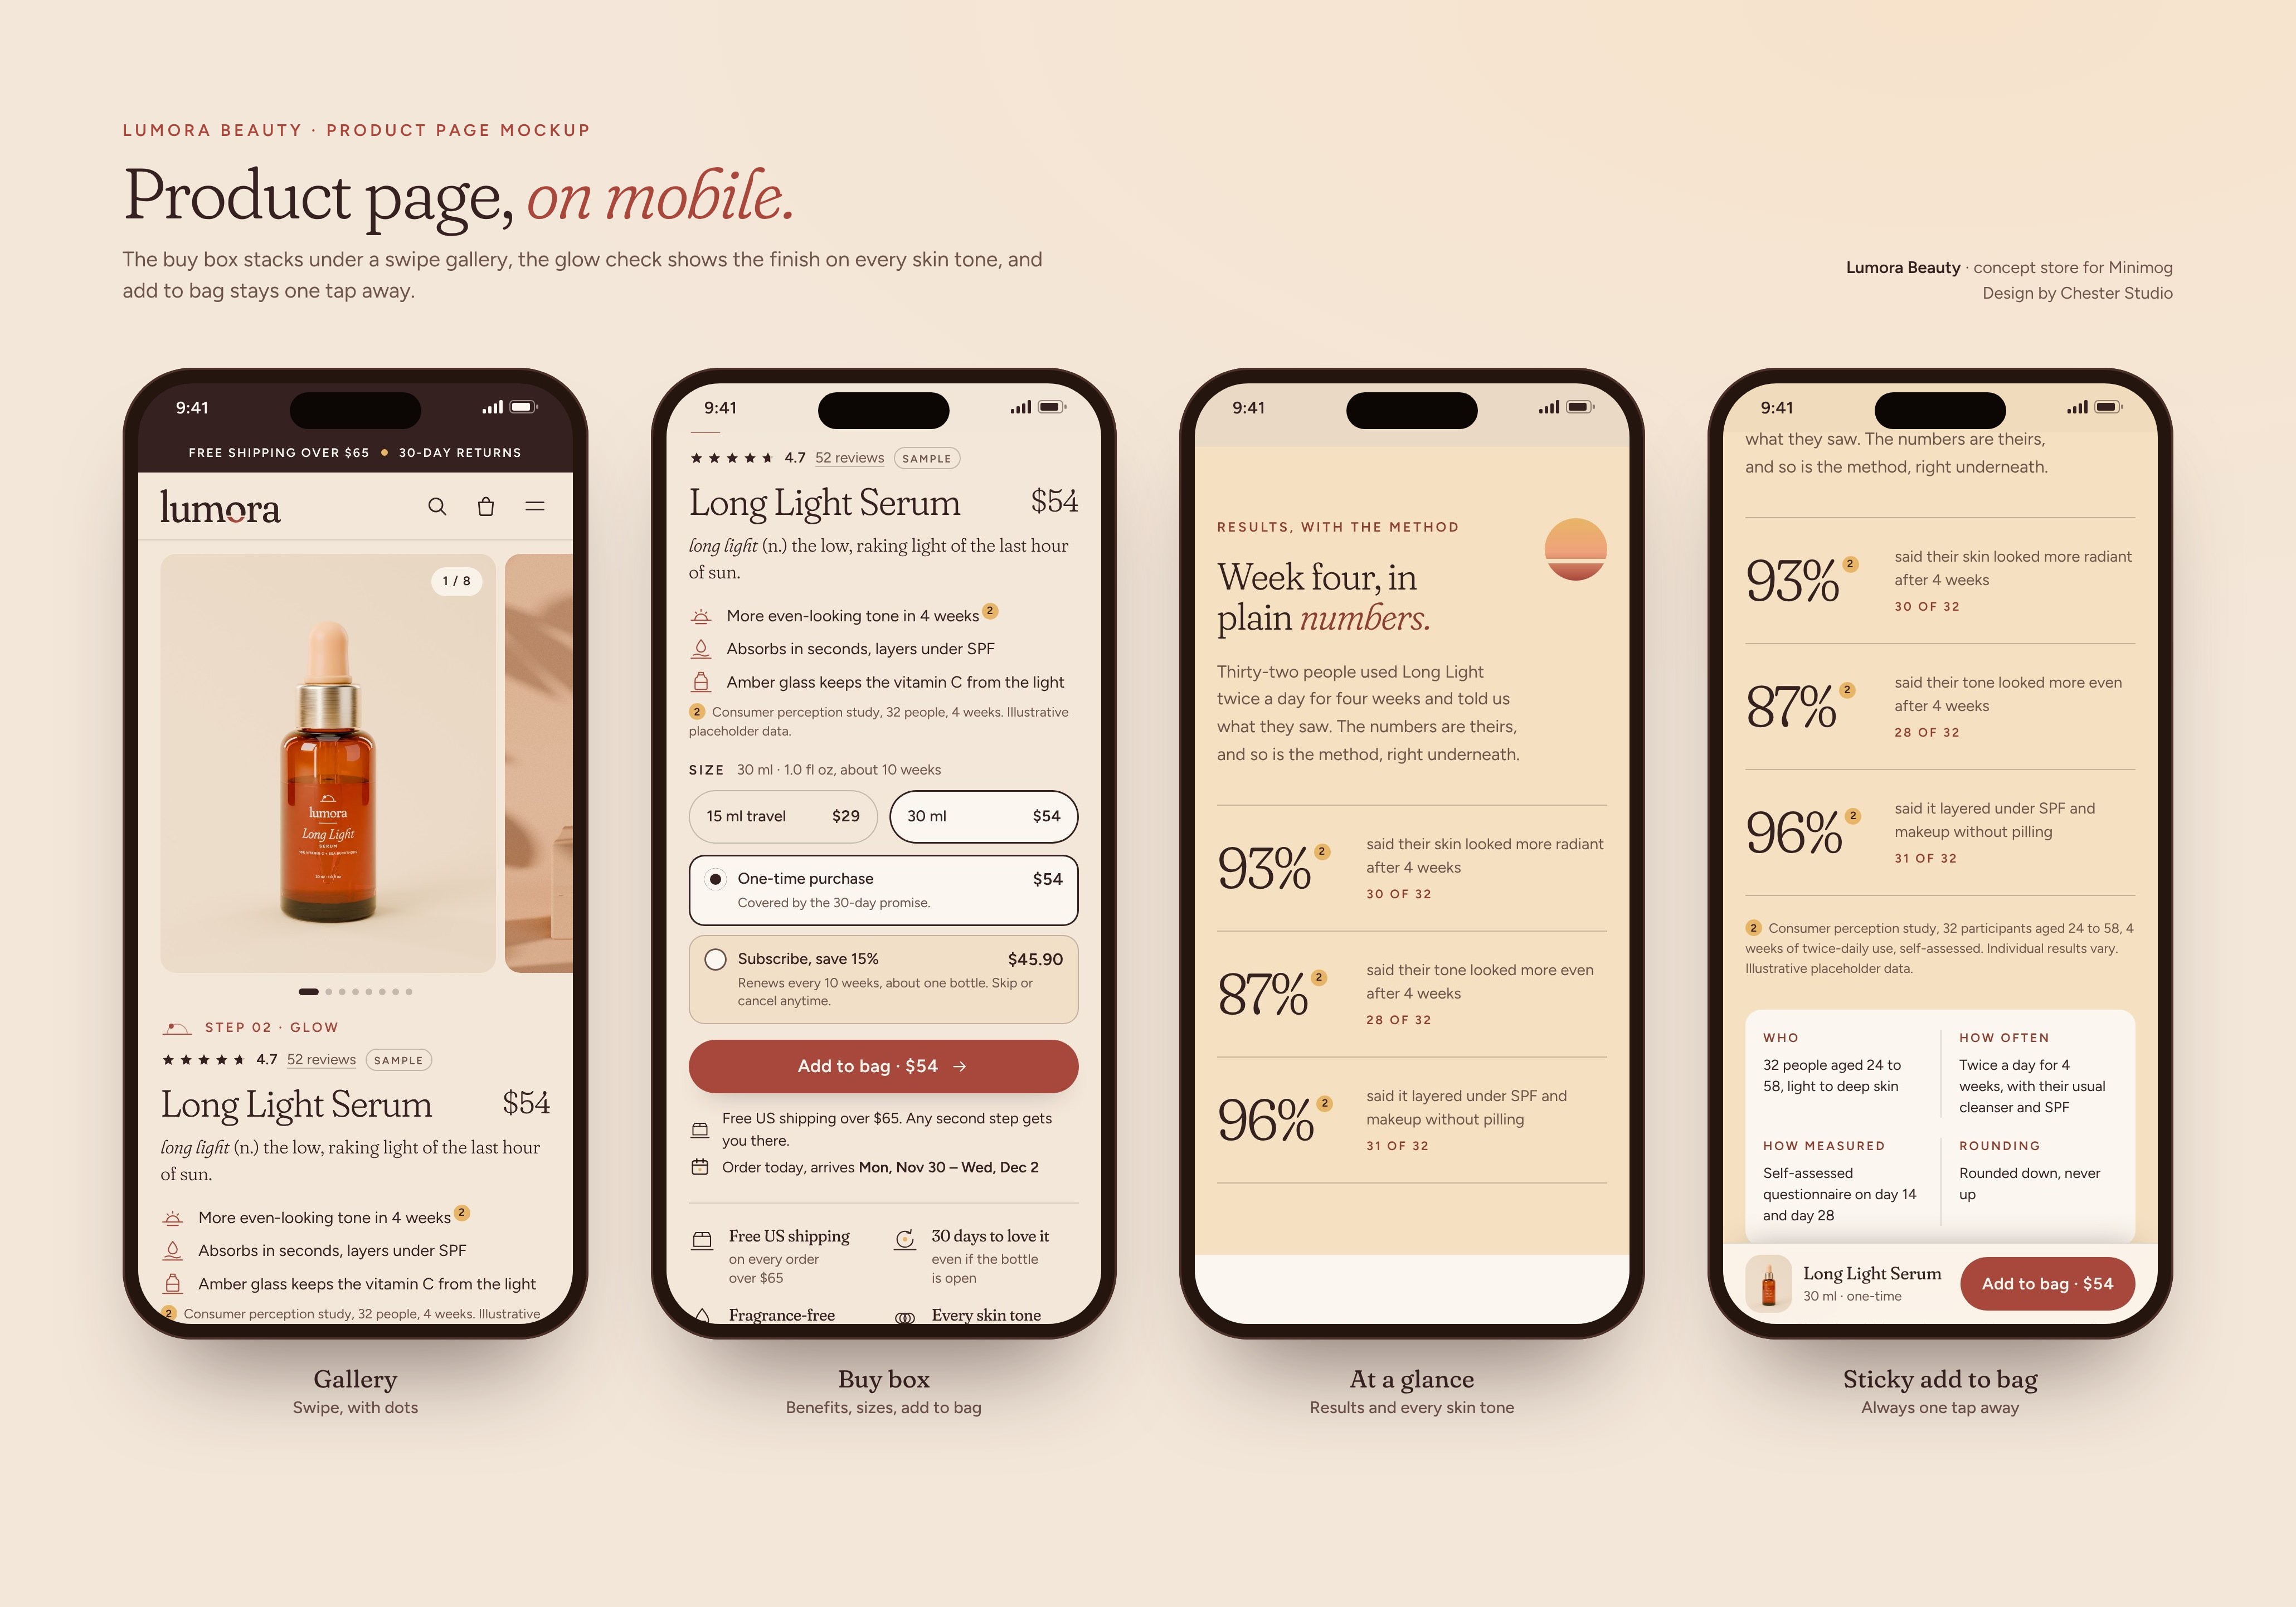 LUMORA BEAUTY · PRODUCT PAGE MOCKUP
Product page, on mobile.
The buy box stacks under a swipe gallery, the glow check shows the finish on every skin tone, and
add to bag stays one tap away.
Lumora Beauty · concept store for Minimog
Design by Chester Studio
9:41
FREE SHIPPING OVER $65 • 30-DAY RETURNS
lumora
1 / 8
lumora
Long Light
SERUM
STEP 02 · GLOW
4.7 52 reviews SAMPLE
Long Light Serum $54
long light (n.) the low, raking light of the last hour
of sun.
More even-looking tone in 4 weeks 2
Absorbs in seconds, layers under SPF
Amber glass keeps the vitamin C from the light
2 Consumer perception study, 32 people, 4 weeks. Illustrative
Gallery
Swipe, with dots
9:41
4.7 52 reviews SAMPLE
Long Light Serum $54
long light (n.) the low, raking light of the last hour
of sun.
More even-looking tone in 4 weeks 2
Absorbs in seconds, layers under SPF
Amber glass keeps the vitamin C from the light
2 Consumer perception study, 32 people, 4 weeks. Illustrative
placeholder data.
SIZE 30 ml · 1.0 fl oz, about 10 weeks
15 ml travel $29 30 ml $54
One-time purchase $54
Covered by the 30-day promise.
Subscribe, save 15% $45.90
Renews every 10 weeks, about one bottle. Skip or
cancel anytime.
Add to bag · $54 →
Free US shipping over $65. Any second step gets
you there.
Order today, arrives Mon, Nov 30 – Wed, Dec 2
Free US shipping
on every order
over $65
30 days to love it
even if the bottle
is open
Fragrance-free
Every skin tone
Buy box
Benefits, sizes, add to bag
9:41
RESULTS, WITH THE METHOD
Week four, in
plain numbers.
Thirty-two people used Long Light
twice a day for four weeks and told us
what they saw. The numbers are theirs,
and so is the method, right underneath.
93% 2
said their skin looked more radiant
after 4 weeks
30 OF 32
87% 2
said their tone looked more even
after 4 weeks
28 OF 32
96% 2
said it layered under SPF and
makeup without pilling
31 OF 32
At a glance
Results and every skin tone
9:41
what they saw. The numbers are theirs,
and so is the method, right underneath.
93% 2
said their skin looked more radiant
after 4 weeks
30 OF 32
87% 2
said their tone looked more even
after 4 weeks
28 OF 32
96% 2
said it layered under SPF and
makeup without pilling
31 OF 32
2 Consumer perception study, 32 participants aged 24 to 58, 4
weeks of twice-daily use, self-assessed. Individual results vary.
Illustrative placeholder data.
WHO
32 people aged 24 to
58, light to deep skin
HOW OFTEN
Twice a day for 4
weeks, with their usual
cleanser and SPF
HOW MEASURED
Self-assessed
questionnaire on day 14
and day 28
ROUNDING
Rounded down, never
up
Long Light Serum
30 ml · one-time
Add to bag · $54
Sticky add to bag
Always one tap away